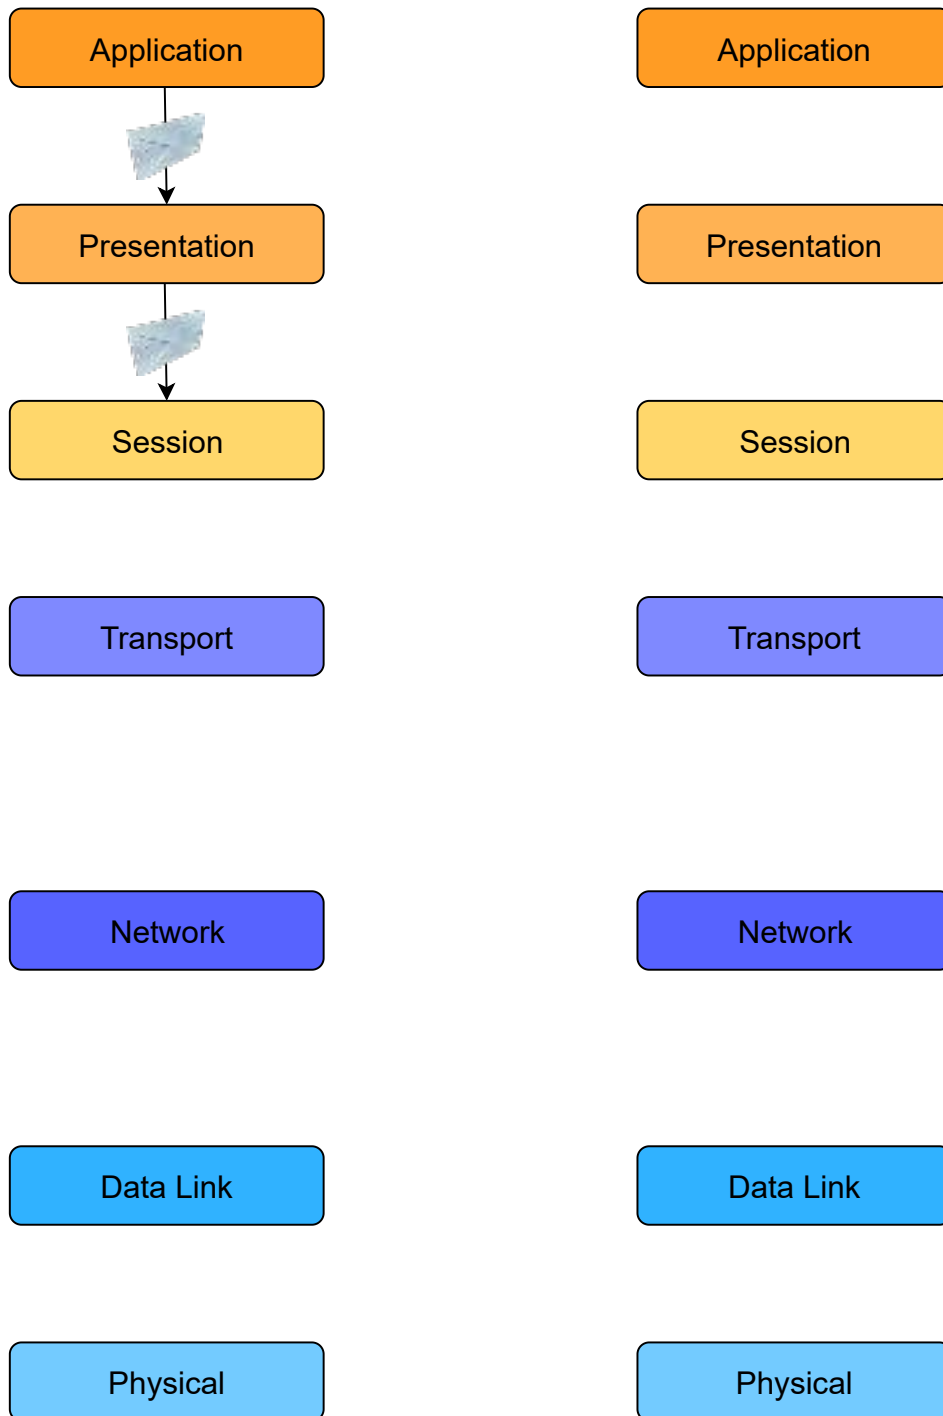 Application
Application
Presentation
Presentation
Session
Session
Transport
Transport
Network
Network
Data Link
Data Link
Physical
Physical